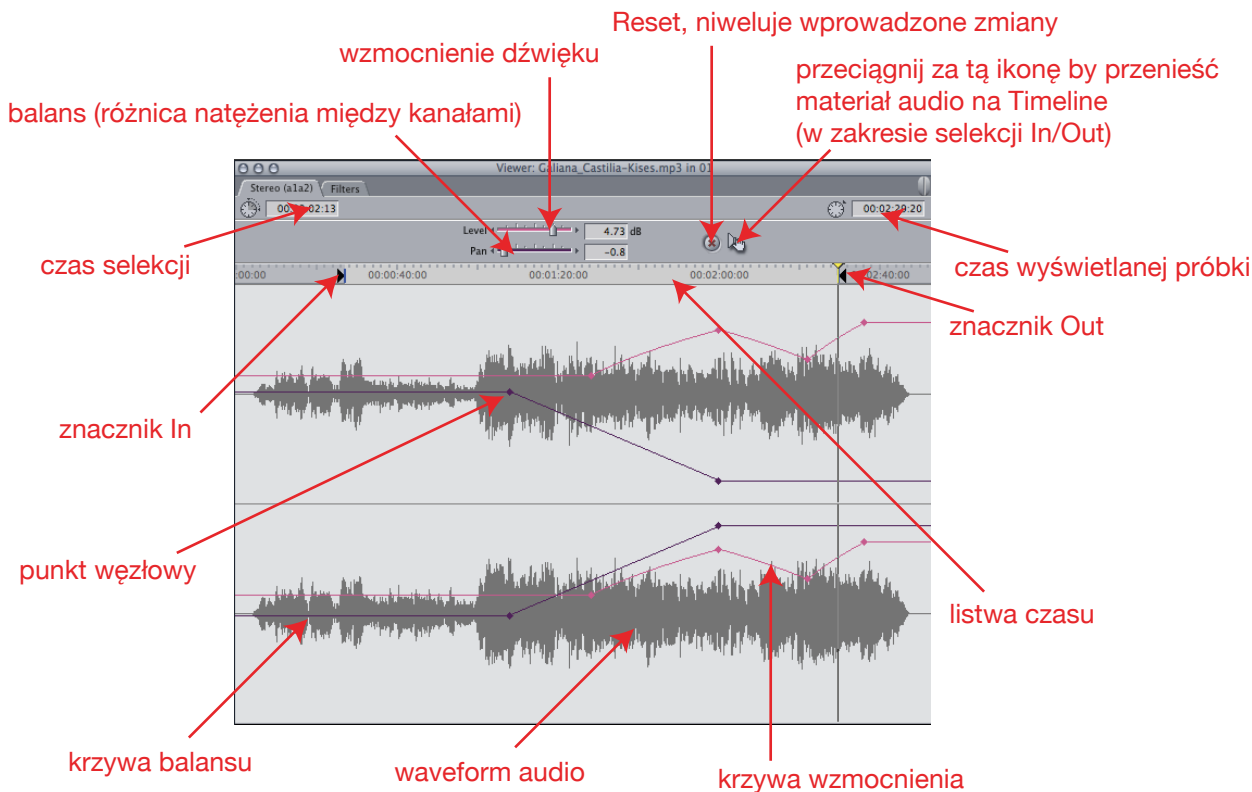 Reset, niweluje wprowadzone zmiany
wzmocnienie dźwięku
przeciągnij za tą ikonę by przenieść
materiał audio na Timeline
(w zakresie selekcji In/Out)
balans (różnica natężenia między kanałami)
Viewer: Galiana_Castilia-Kises.mp3 in 01
Stereo (a1a2) Filters
02:13 00:02:29:20
Level 4.73 dB
Pan -0.8
czas selekcji
czas wyświetlanej próbki
:00:00 00:00:40:00 00:01:20:00 00:02:00:00 02:40:00
znacznik Out
znacznik In
punkt węzłowy
listwa czasu
krzywa balansu
waveform audio
krzywa wzmocnienia